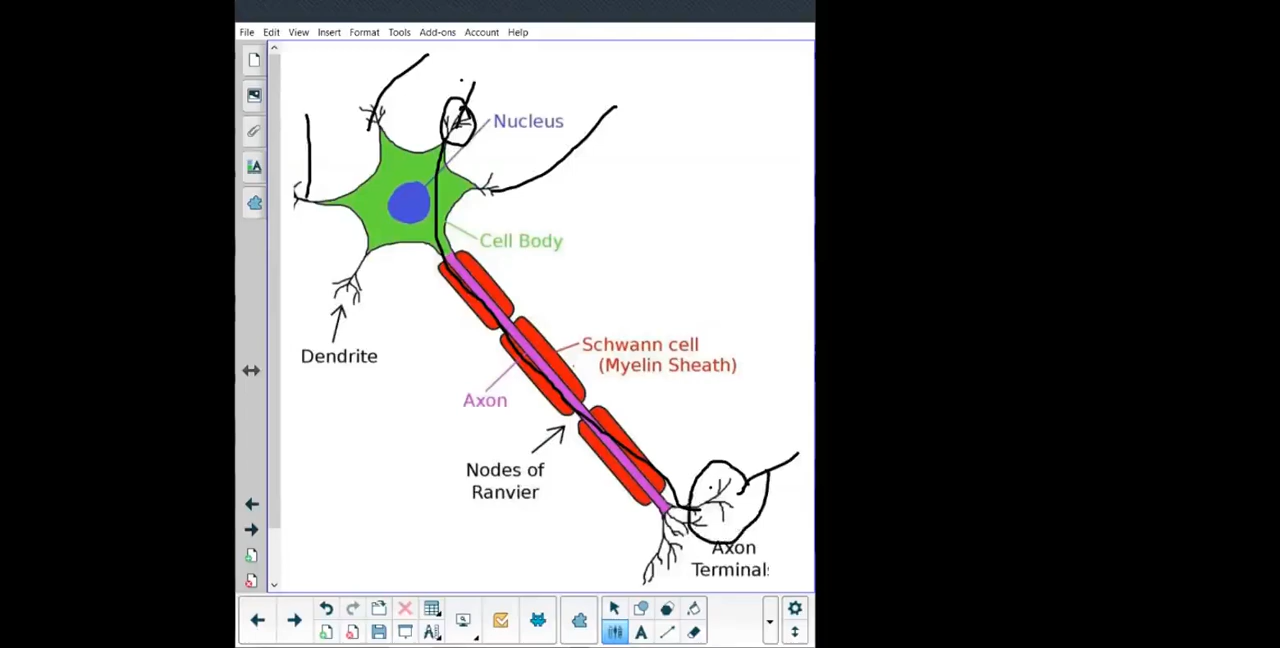 File Edit View Insert Format Tools Add-ons Account Help
Nucleus
Cell Body
Dendrite
Schwann cell
(Myelin Sheath)
Axon
Nodes of
Ranvier
Axon
Terminals